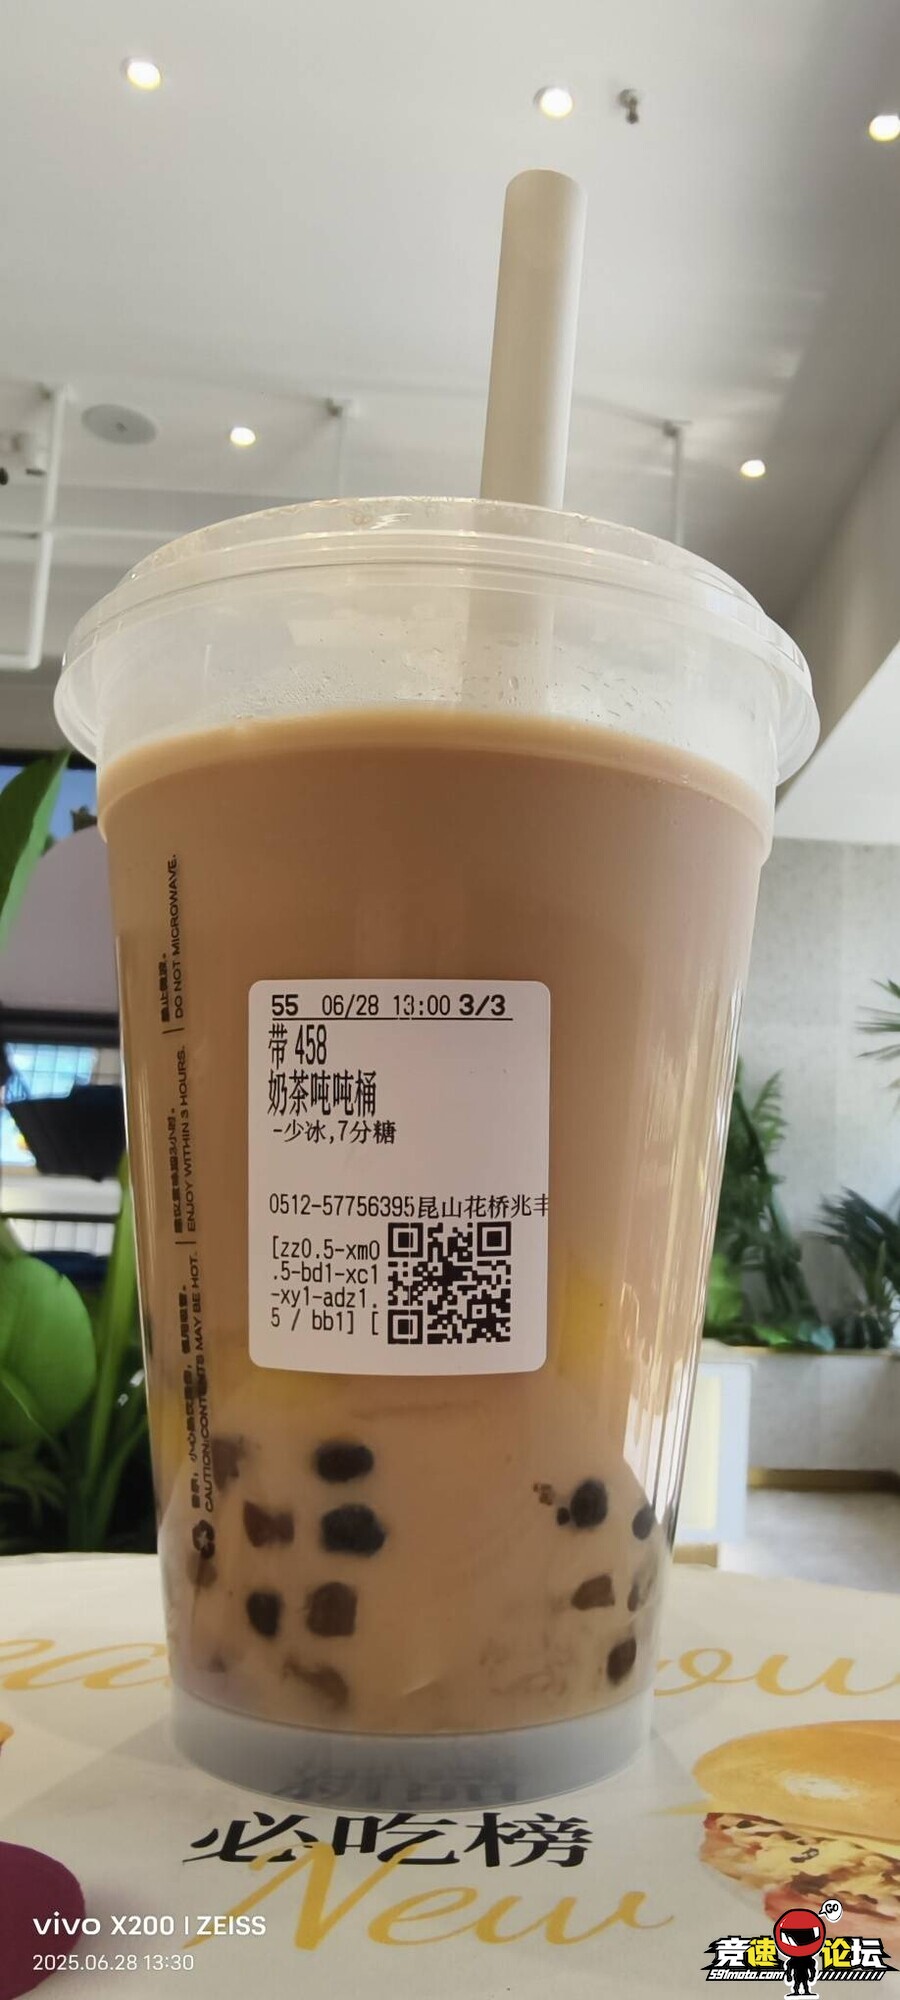 55 06/28 13:00 3/3
带 458
奶茶吨吨桶
-少冰,7分糖
0512-57756395昆山花桥兆丰
[zz0.5-xm0
.5-bd1-xc1
-xy1-adz1.
5 / bb1] [
DO NOT MICROWAVE.
ENJOY WITHIN 3 HOURS.
CAUTION:CONTENTS MAY BE HOT.
必吃榜
New
vivo X200 | ZEISS
2025.06.28 13:30
GO
竞速论坛
591moto.com